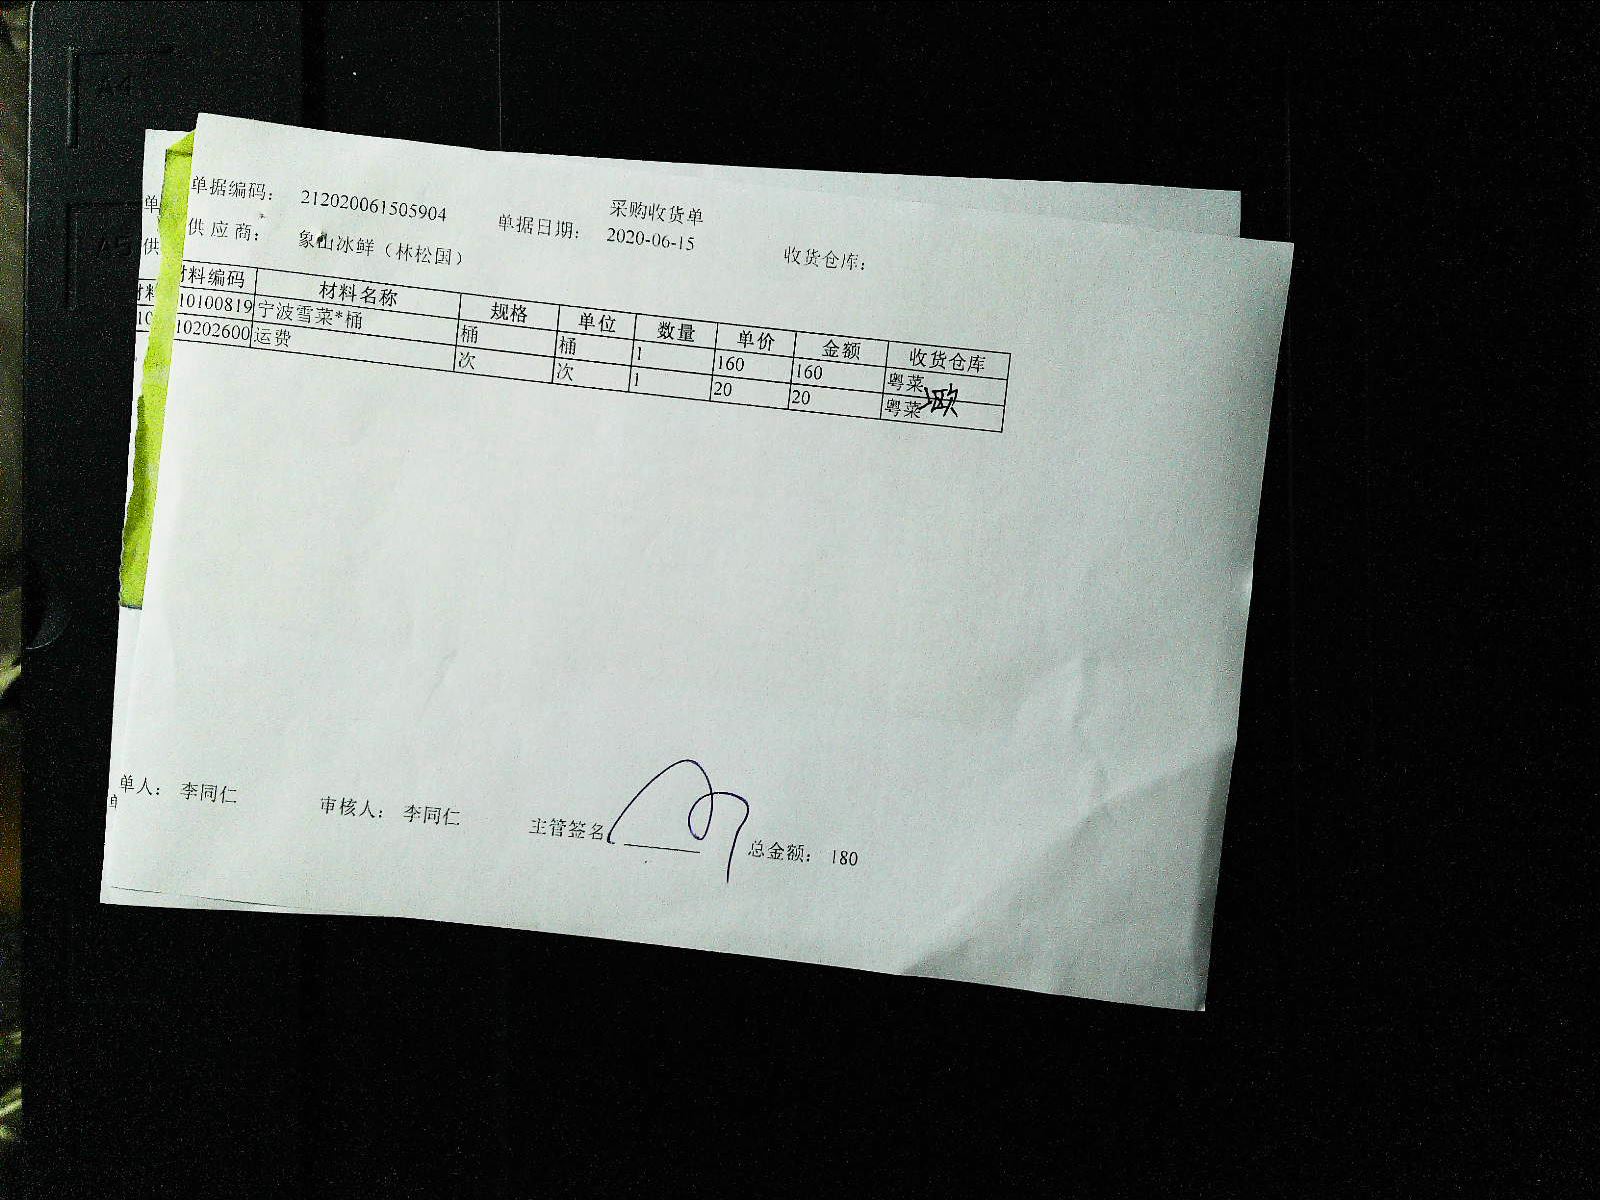 采购收货单
单据编码： 212020061505904 单据日期： 2020-06-15 收货仓库：
供应商： 象山冰鲜（林松国）
材料编码 材料名称 规格 单位 数量 单价 金额 收货仓库
10100819 宁波雪菜*桶 桶 桶 1 160 160 粤菜
10202600 运费 次 次 1 20 20 粤菜 欧
单人： 李同仁 审核人： 李同仁 主管签名 总金额： 180